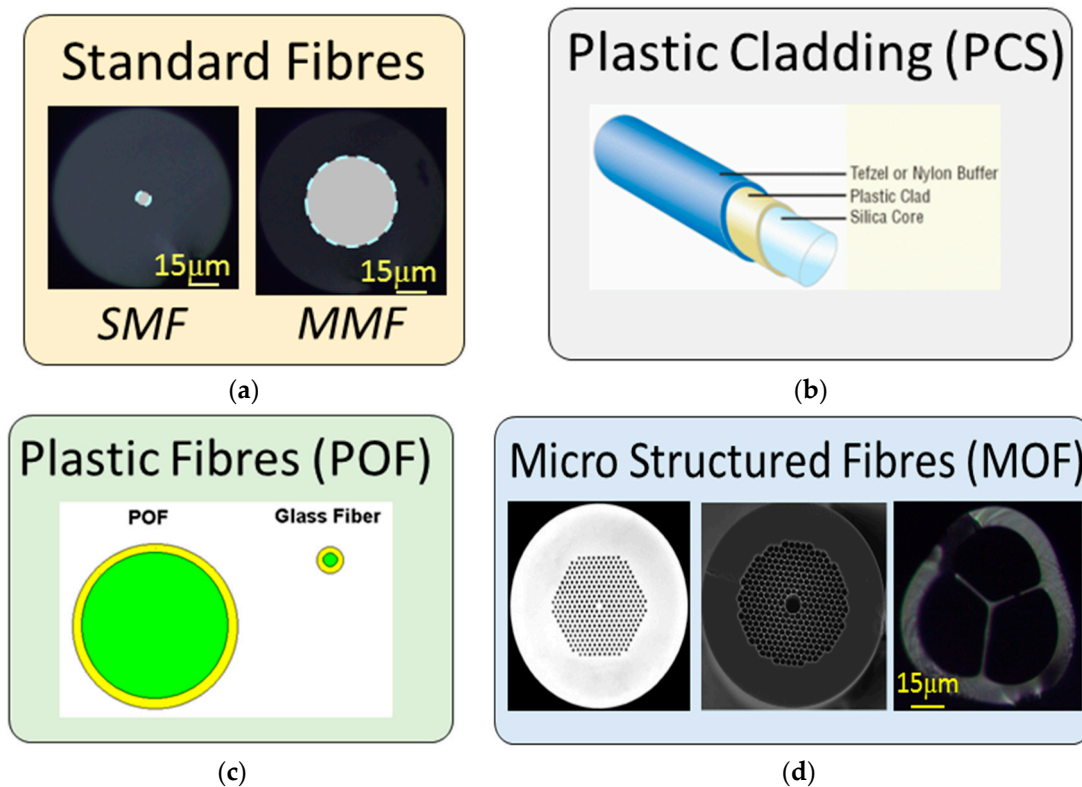 Standard Fibres
15μm
15μm
SMF
MMF
(a)
Plastic Cladding (PCS)
Tefzel or Nylon Buffer
Plastic Clad
Silica Core
(b)
Plastic Fibres (POF)
POF
Glass Fiber
(c)
Micro Structured Fibres (MOF)
15μm
(d)